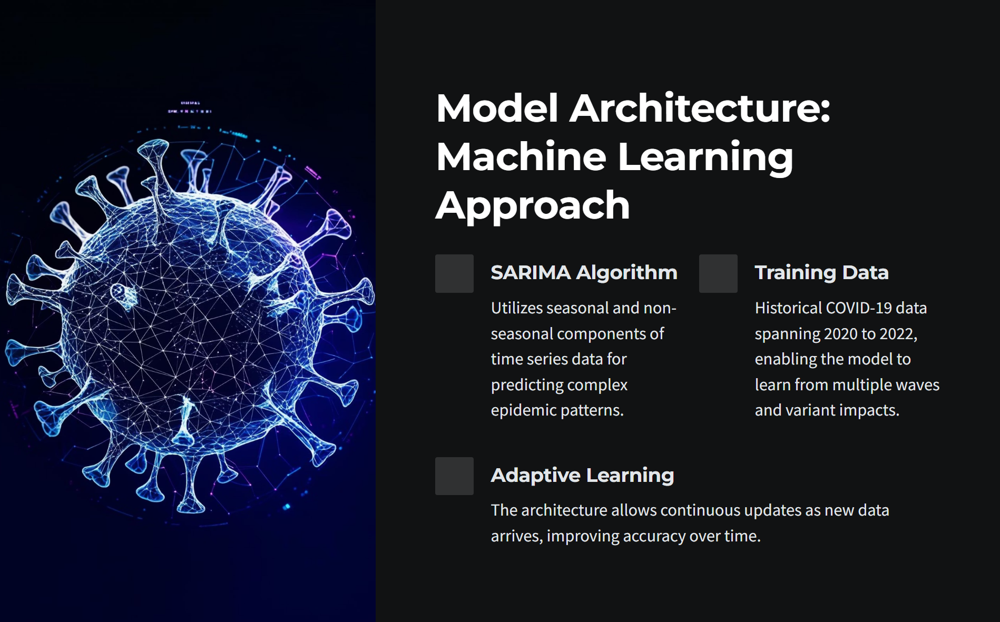 Model Architecture:
Machine Learning
Approach
SARIMA Algorithm
Utilizes seasonal and non-
seasonal components of
time series data for
predicting complex
epidemic patterns.
Training Data
Historical COVID-19 data
spanning 2020 to 2022,
enabling the model to
learn from multiple waves
and variant impacts.
Adaptive Learning
The architecture allows continuous updates as new data
arrives, improving accuracy over time.